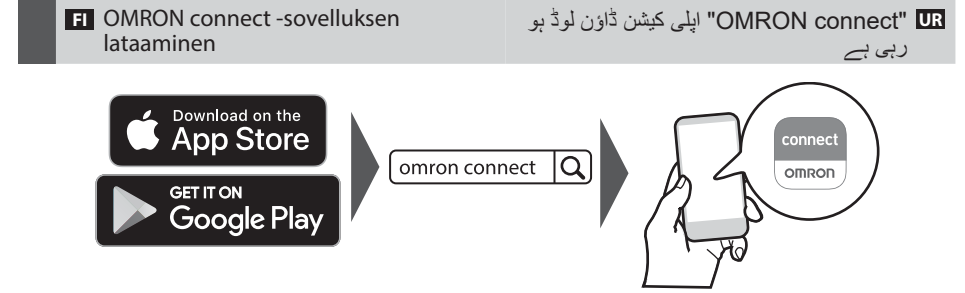 FI OMRON connect -sovelluksen
lataaminen
UR "OMRON connect" اپلی کیشن ڈاؤن لوڈ ہو
رہی ہے
Download on the
App Store
GET IT ON
Google Play
omron connect
connect
OMRON